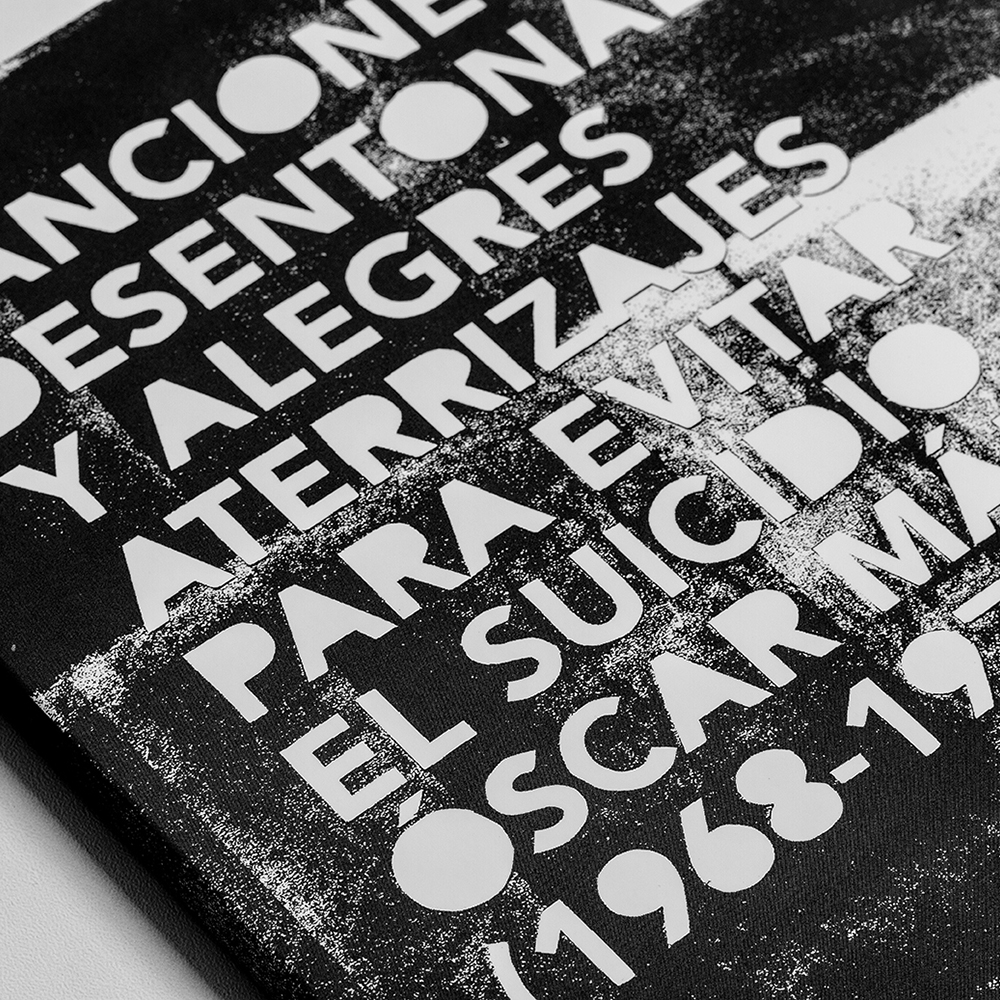 ANCIONE
DESENTONA
Y ALEGRES
ATERRIZAJES
PARA EVITAR
EL SUICIDIO
ÓSCAR MÁ
(1968-19